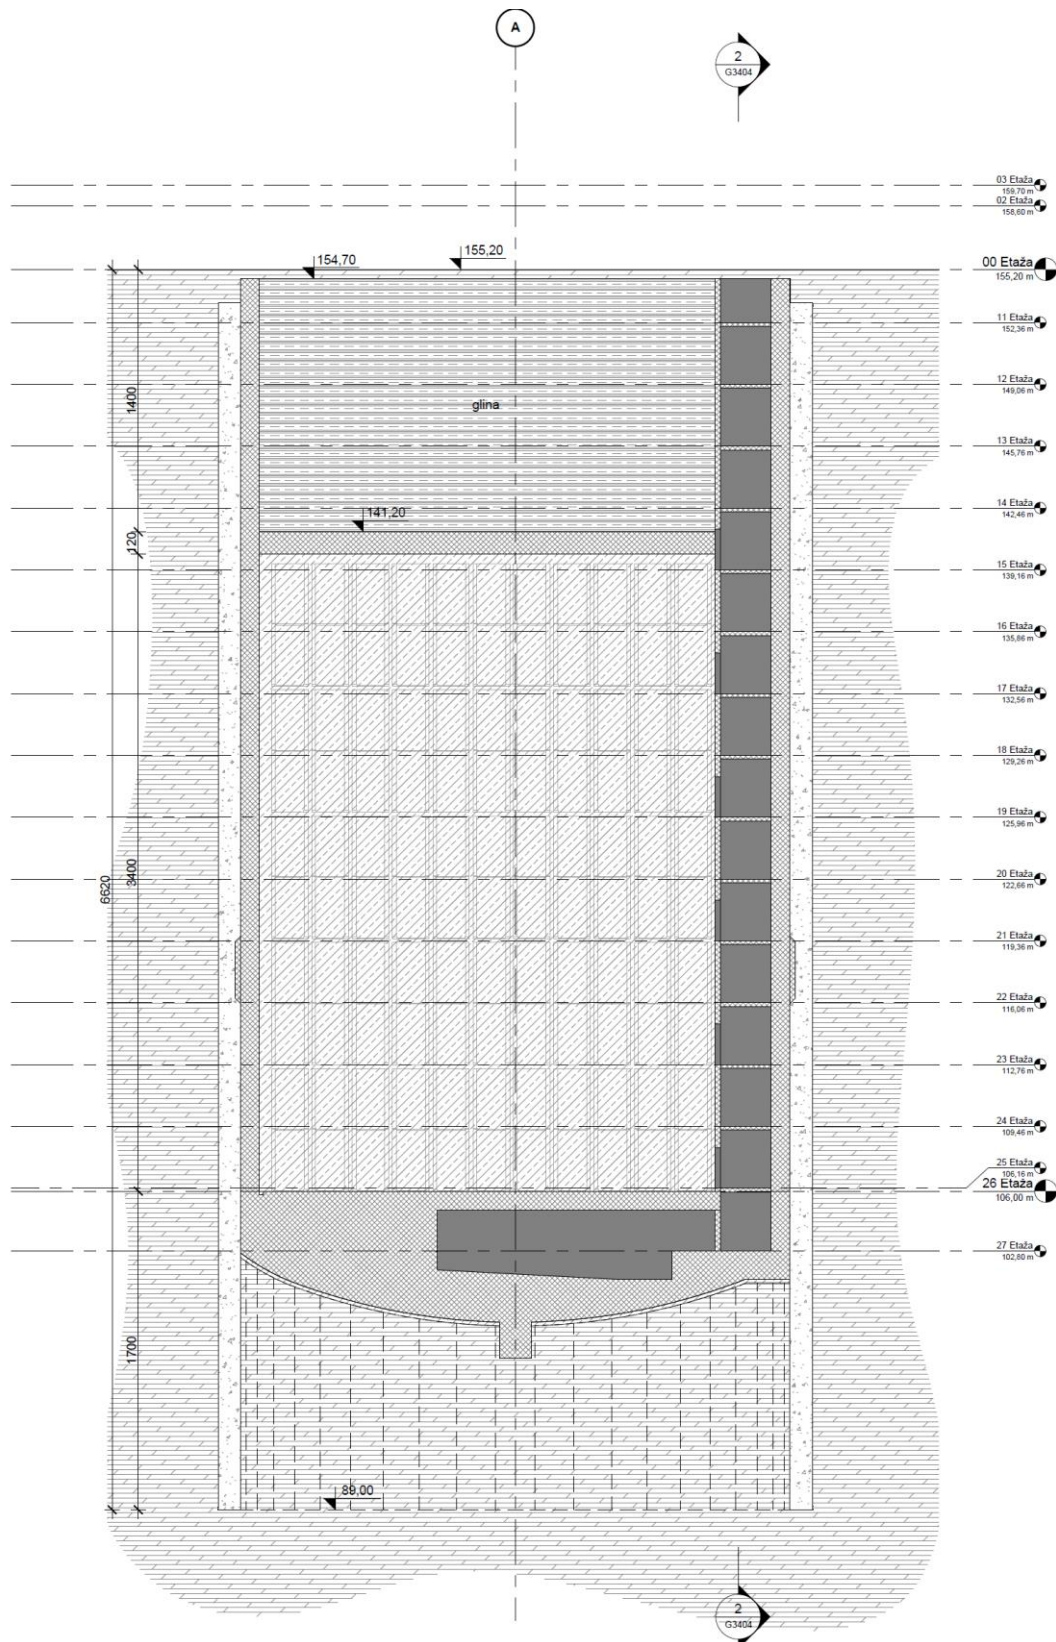 A
2
G3404
03 Etaža
159,70 m
02 Etaža
158,60 m
155,20
154,70
00 Etaža
155,20 m
11 Etaža
152,36 m
12 Etaža
149,06 m
1400
glina
13 Etaža
145,76 m
14 Etaža
142,46 m
141,20
120
15 Etaža
139,16 m
16 Etaža
135,86 m
17 Etaža
132,56 m
18 Etaža
129,26 m
19 Etaža
125,96 m
3400
6620
20 Etaža
122,66 m
21 Etaža
119,36 m
22 Etaža
116,06 m
23 Etaža
112,76 m
24 Etaža
109,46 m
25 Etaža
106,16 m
26 Etaža
106,00 m
27 Etaža
102,80 m
1700
89,00
2
G3404